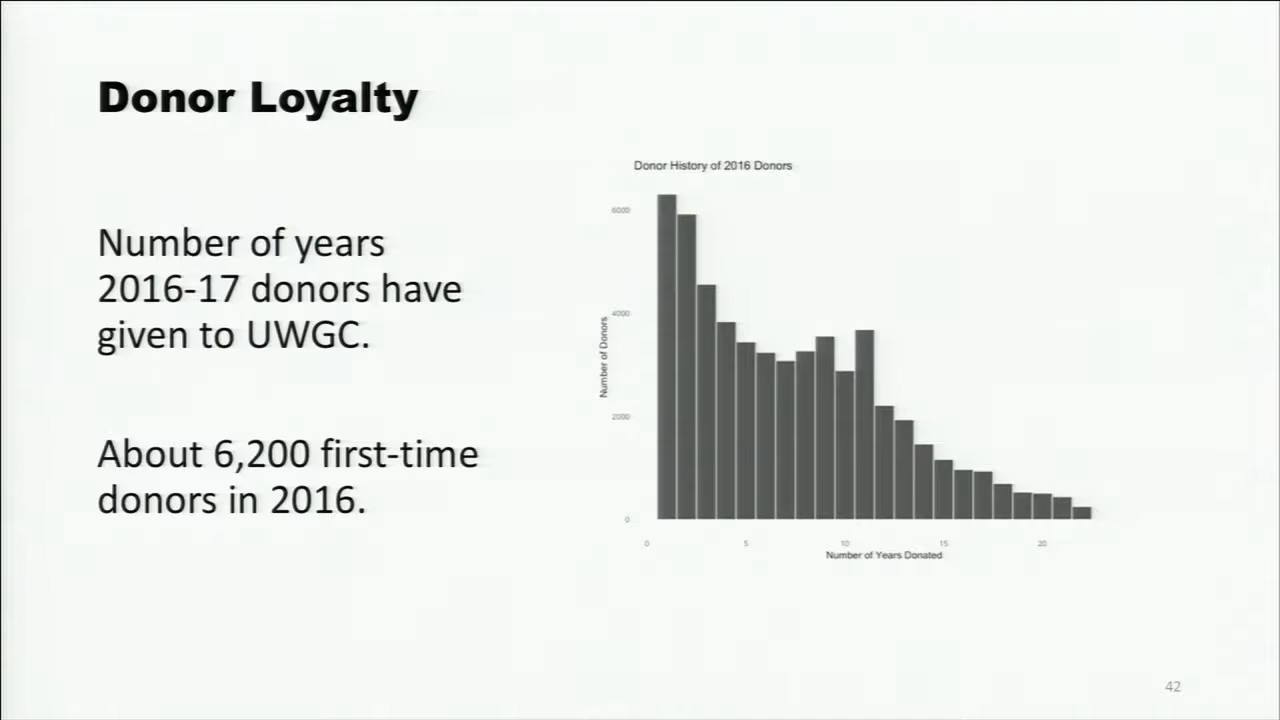 Donor Loyalty
Number of years
2016-17 donors have
given to UWGC.
About 6,200 first-time
donors in 2016.
Donor History of 2016 Donors
Number of Donors
6000
4000
2000
0
0 5 10 15 20
Number of Years Donated
42